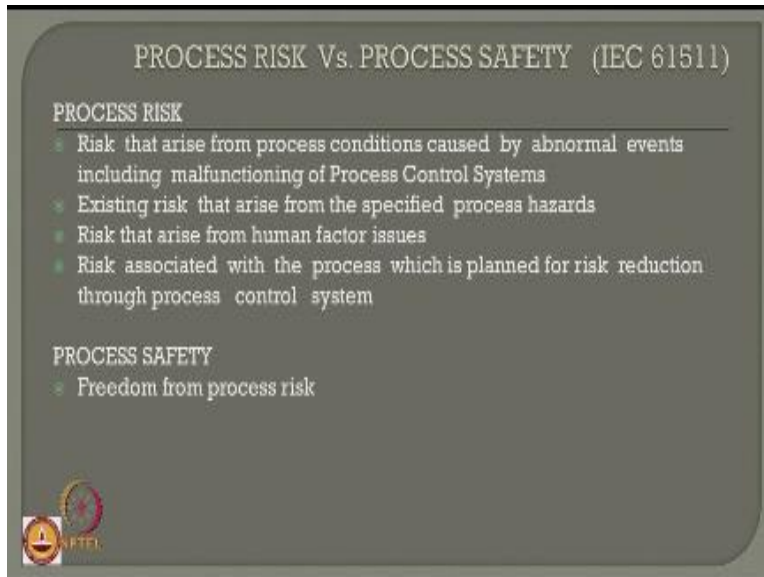 PROCESS RISK Vs. PROCESS SAFETY (IEC 61511)
PROCESS RISK
Risk that arise from process conditions caused by abnormal events
including malfunctioning of Process Control Systems
Existing risk that arise from the specified process hazards
Risk that arise from human factor issues
Risk associated with the process which is planned for risk reduction
through process control system
PROCESS SAFETY
Freedom from process risk
NPTEL